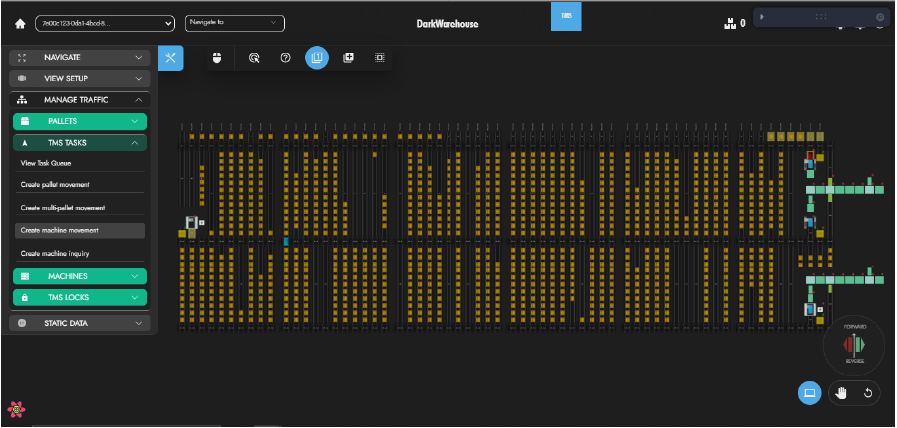 7e00c123-0da1-4bcd-8...
Navigate to
DarkWarehouse
TMS
0
NAVIGATE
VIEW SETUP
MANAGE TRAFFIC
PALLETS
TMS TASKS
View Task Queue
Create pallet movement
Create multi-pallet movement
Create machine movement
Create machine inquiry
MACHINES
TMS LOCKS
STATIC DATA
FORWARD
REVERSE